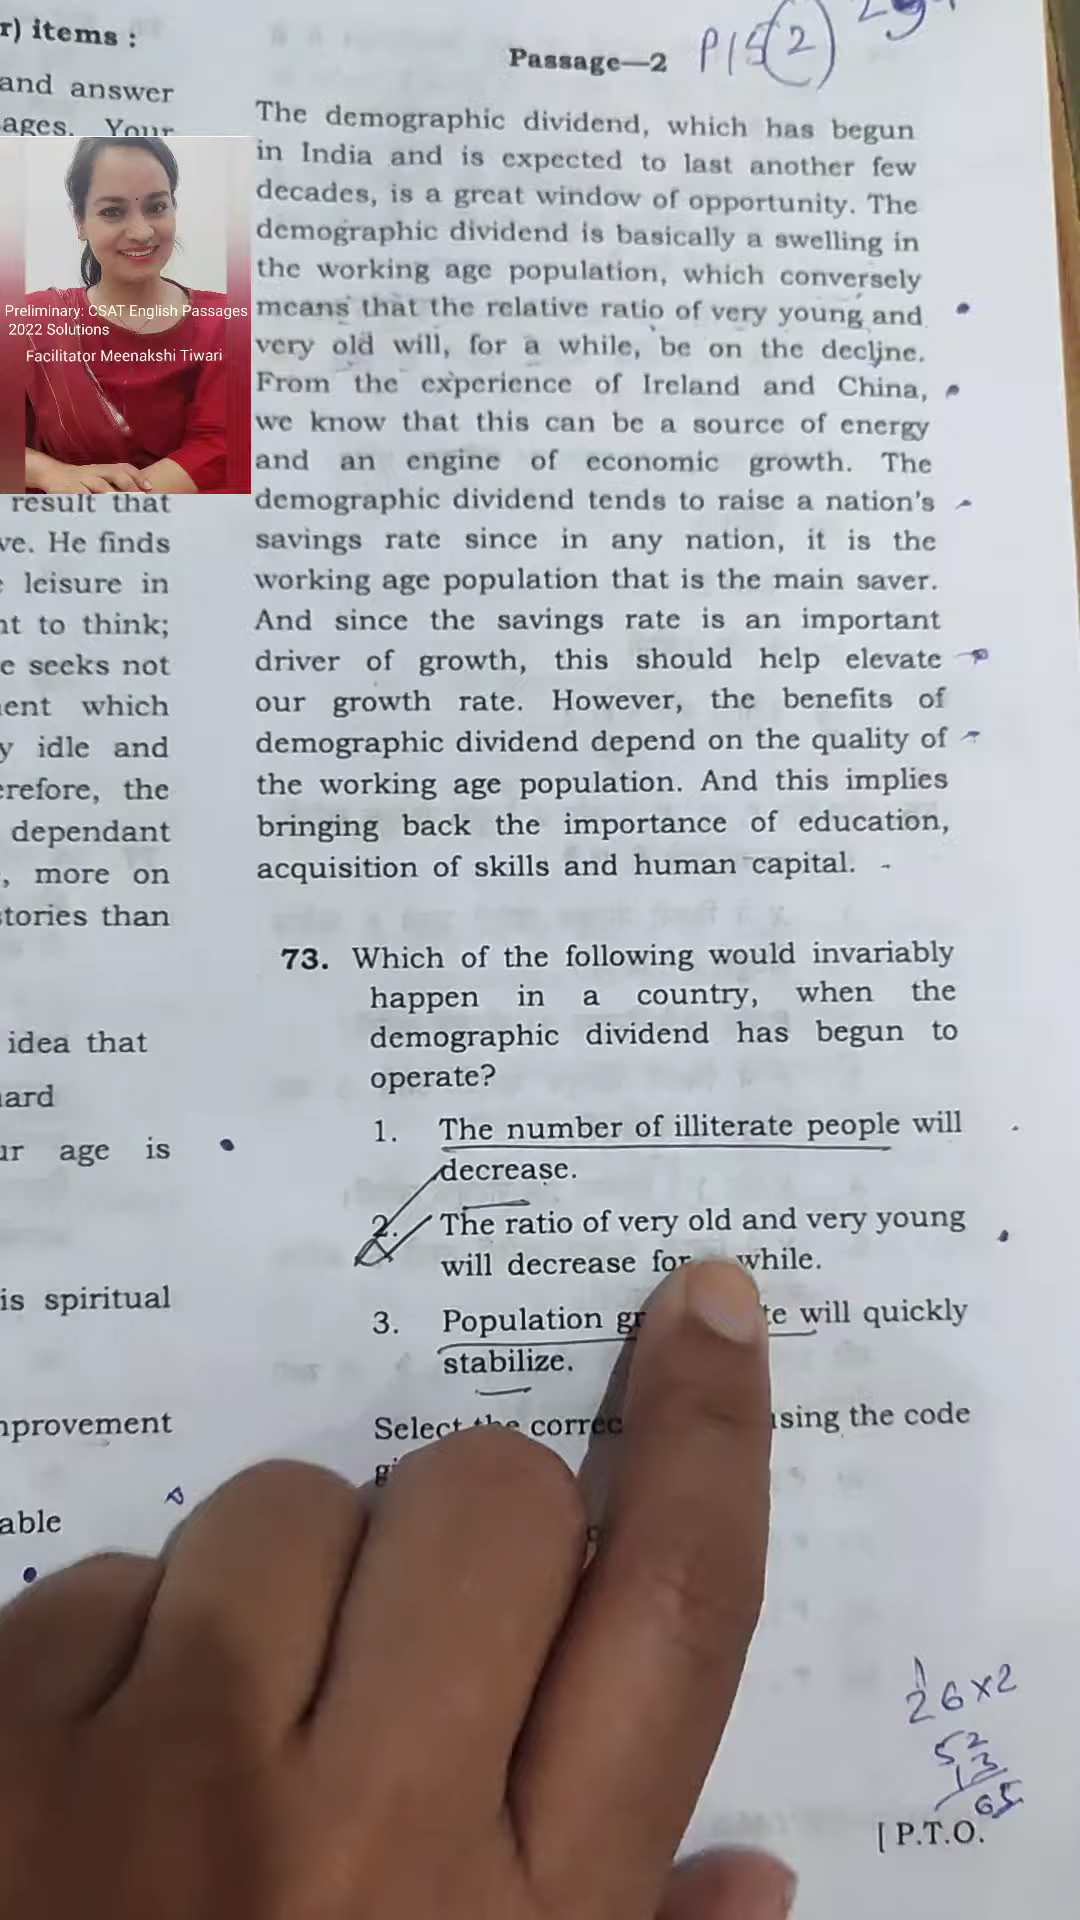 r) items :
and answer
ages. Your
Preliminary: CSAT English Passages
2022 Solutions
Facilitator Meenakshi Tiwari
result that
ve. He finds
leisure in
nt to think;
e seeks not
ent which
y idle and
erefore, the
dependant
, more on
stories than
idea that
ard
ur age is
is spiritual
mprovement
able
Passage—2
P15(2)
The demographic dividend, which has begun
in India and is expected to last another few
decades, is a great window of opportunity. The
demographic dividend is basically a swelling in
the working age population, which conversely
means that the relative ratio of very young and
very old will, for a while, be on the decline.
From the experience of Ireland and China,
we know that this can be a source of energy
and an engine of economic growth. The
demographic dividend tends to raise a nation's
savings rate since in any nation, it is the
working age population that is the main saver.
And since the savings rate is an important
driver of growth, this should help elevate
our growth rate. However, the benefits of
demographic dividend depend on the quality of
the working age population. And this implies
bringing back the importance of education,
acquisition of skills and human capital.
73. Which of the following would invariably
happen in a country, when the
demographic dividend has begun to
operate?
1. The number of illiterate people will
decrease.
2. The ratio of very old and very young
will decrease for while.
3. Population will quickly
stabilize.
Select the using the code
26×2
[ P.T.O.